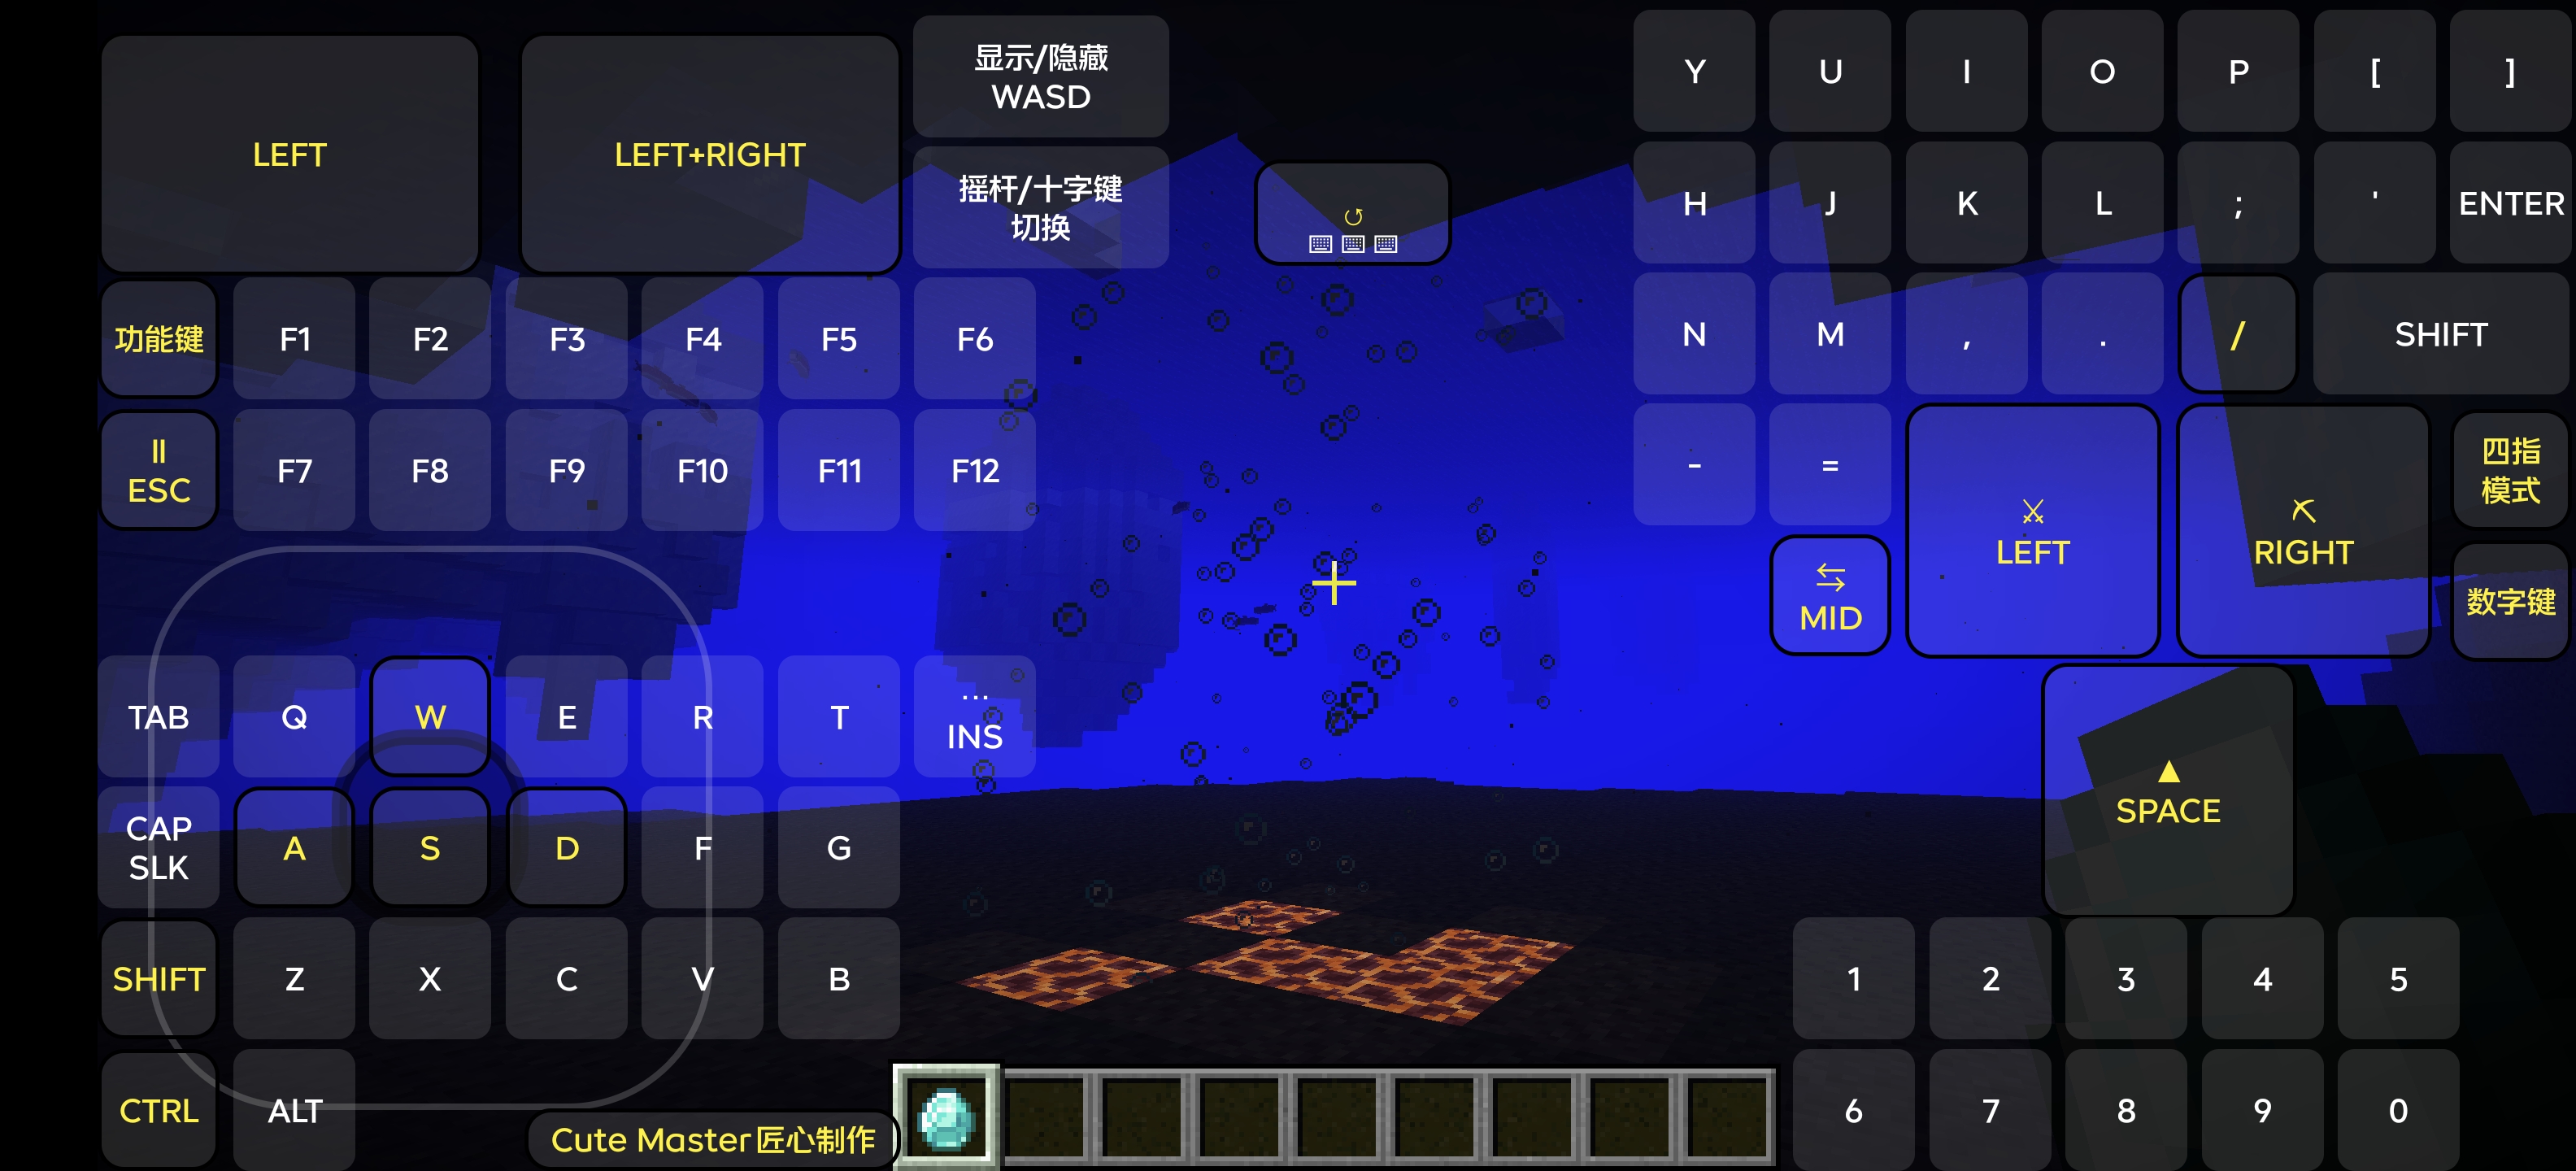 LEFT
LEFT+RIGHT
显示/隐藏
WASD
摇杆/十字键
切换
Y U I O P [ ]
H J K L ; ' ENTER
N M , . / SHIFT
功能键 F1 F2 F3 F4 F5 F6
II
ESC
F7 F8 F9 F10 F11 F12
- =
LEFT
RIGHT
四指
模式
MID
数字键
TAB Q W E R T
...
INS
SPACE
CAP
SLK
A S D F G
SHIFT Z X C V B
1 2 3 4 5
CTRL ALT
6 7 8 9 0
Cute Master匠心制作